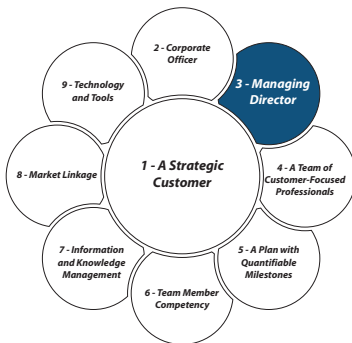 1 - A Strategic
Customer
2 - Corporate
Officer
3 - Managing
Director
4 - A Team of
Customer-Focused
Professionals
5 - A Plan with
Quantifiable
Milestones
6 - Team Member
Competency
7 - Information
and Knowledge
Management
8 - Market Linkage
9 - Technology
and Tools